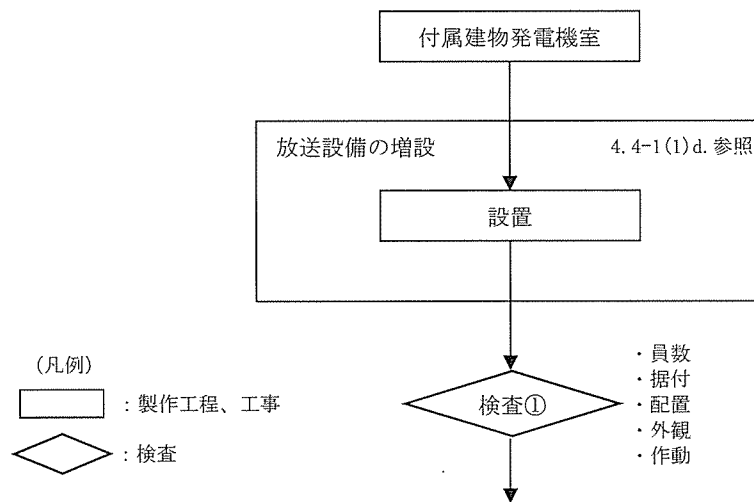 付属建物発電機室
放送設備の増設 4.4-1(1)d.参照
設置
検査①
・員数
・据付
・配置
・外観
・作動
(凡例)
：製作工程、工事
：検査